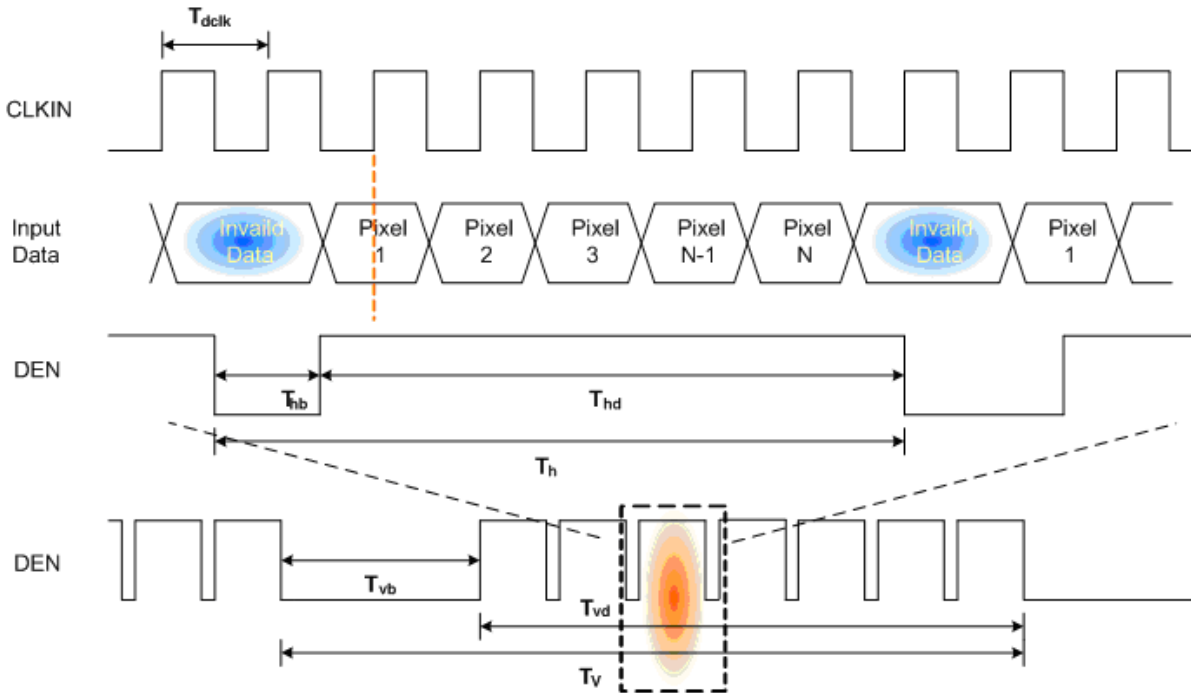 Tdclk
CLKIN
Input
Data
Invaild
Data
Pixel
1
Pixel
2
Pixel
3
Pixel
N-1
Pixel
N
Invaild
Data
Pixel
1
DEN
Thb
Thd
Th
DEN
Tvb
Tvd
TV